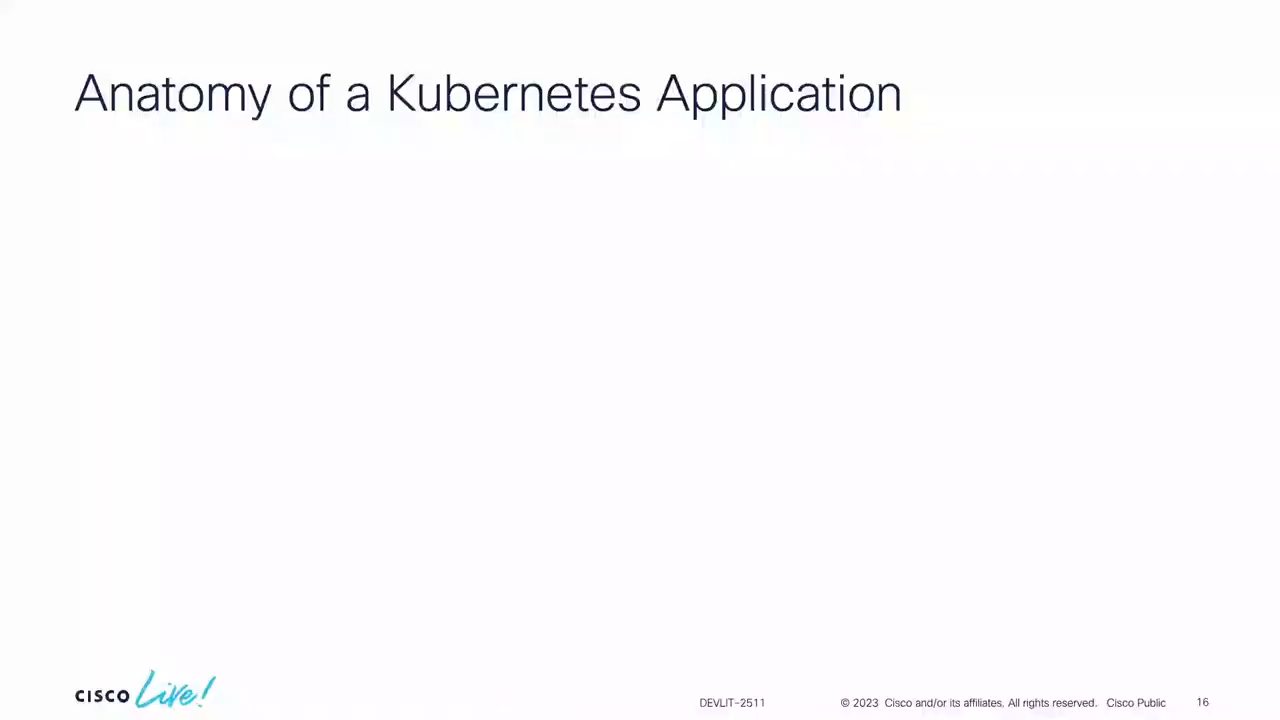 Anatomy of a Kubernetes Application
CISCO Live!
DEVLIT-2511
© 2023 Cisco and/or its affiliates. All rights reserved. Cisco Public
16